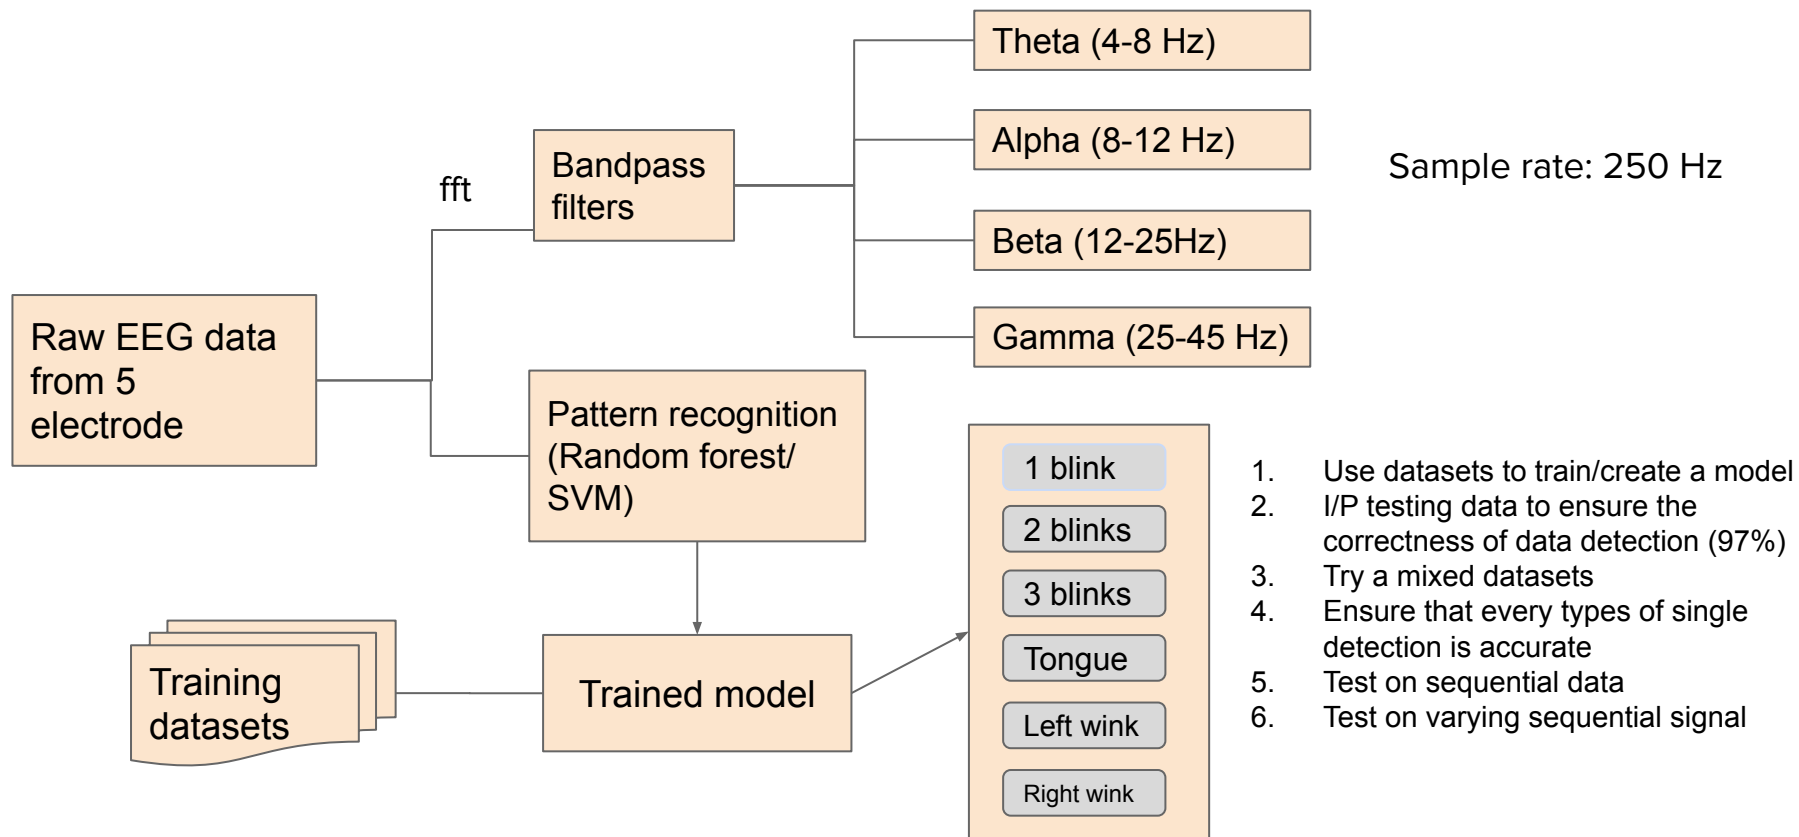 Theta (4-8 Hz)
Alpha (8-12 Hz)
Beta (12-25Hz)
Gamma (25-45 Hz)
Sample rate: 250 Hz
fft
Bandpass
filters
Raw EEG data
from 5
electrode
Pattern recognition
(Random forest/
SVM)
Training
datasets
Trained model
1 blink
2 blinks
3 blinks
Tongue
Left wink
Right wink
1. Use datasets to train/create a model
2. I/P testing data to ensure the
correctness of data detection (97%)
3. Try a mixed datasets
4. Ensure that every types of single
detection is accurate
5. Test on sequential data
6. Test on varying sequential signal